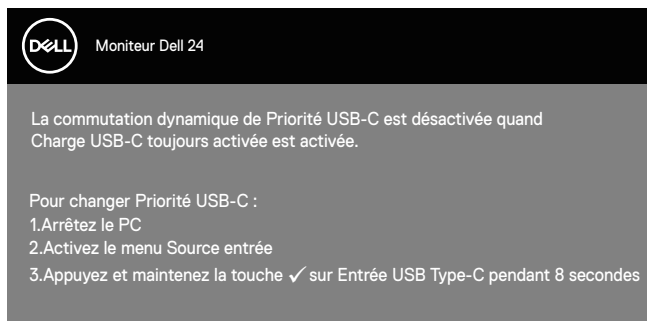 DELL
Moniteur Dell 24
La commutation dynamique de Priorité USB-C est désactivée quand
Charge USB-C toujours activée est activée.
Pour changer Priorité USB-C :
1.Arrêtez le PC
2.Activez le menu Source entrée
3.Appuyez et maintenez la touche ✓ sur Entrée USB Type-C pendant 8 secondes